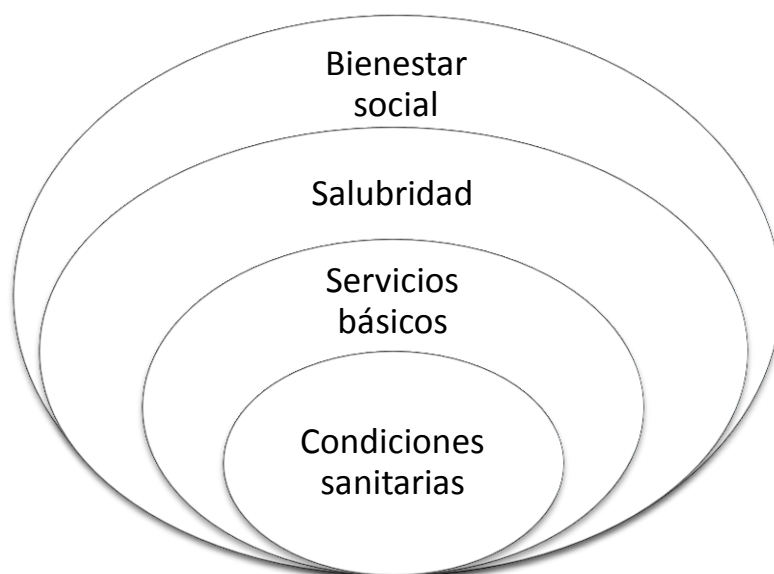 Bienestar
social
Salubridad
Servicios
básicos
Condiciones
sanitarias